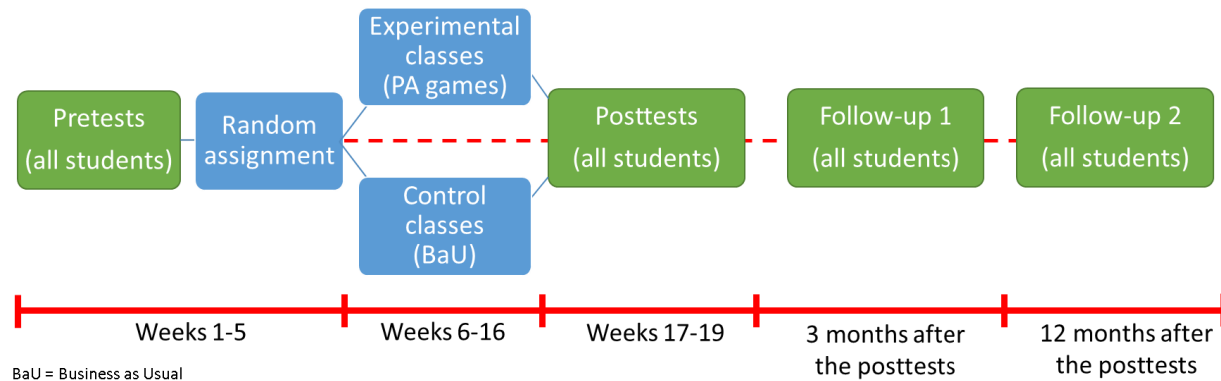 Pretests
(all students)
Random
assignment
Experimental
classes
(PA games)
Control
classes
(BaU)
Posttests
(all students)
Follow-up 1
(all students)
Follow-up 2
(all students)
Weeks 1-5
Weeks 6-16
Weeks 17-19
3 months after
the posttests
12 months after
the posttests
BaU = Business as Usual